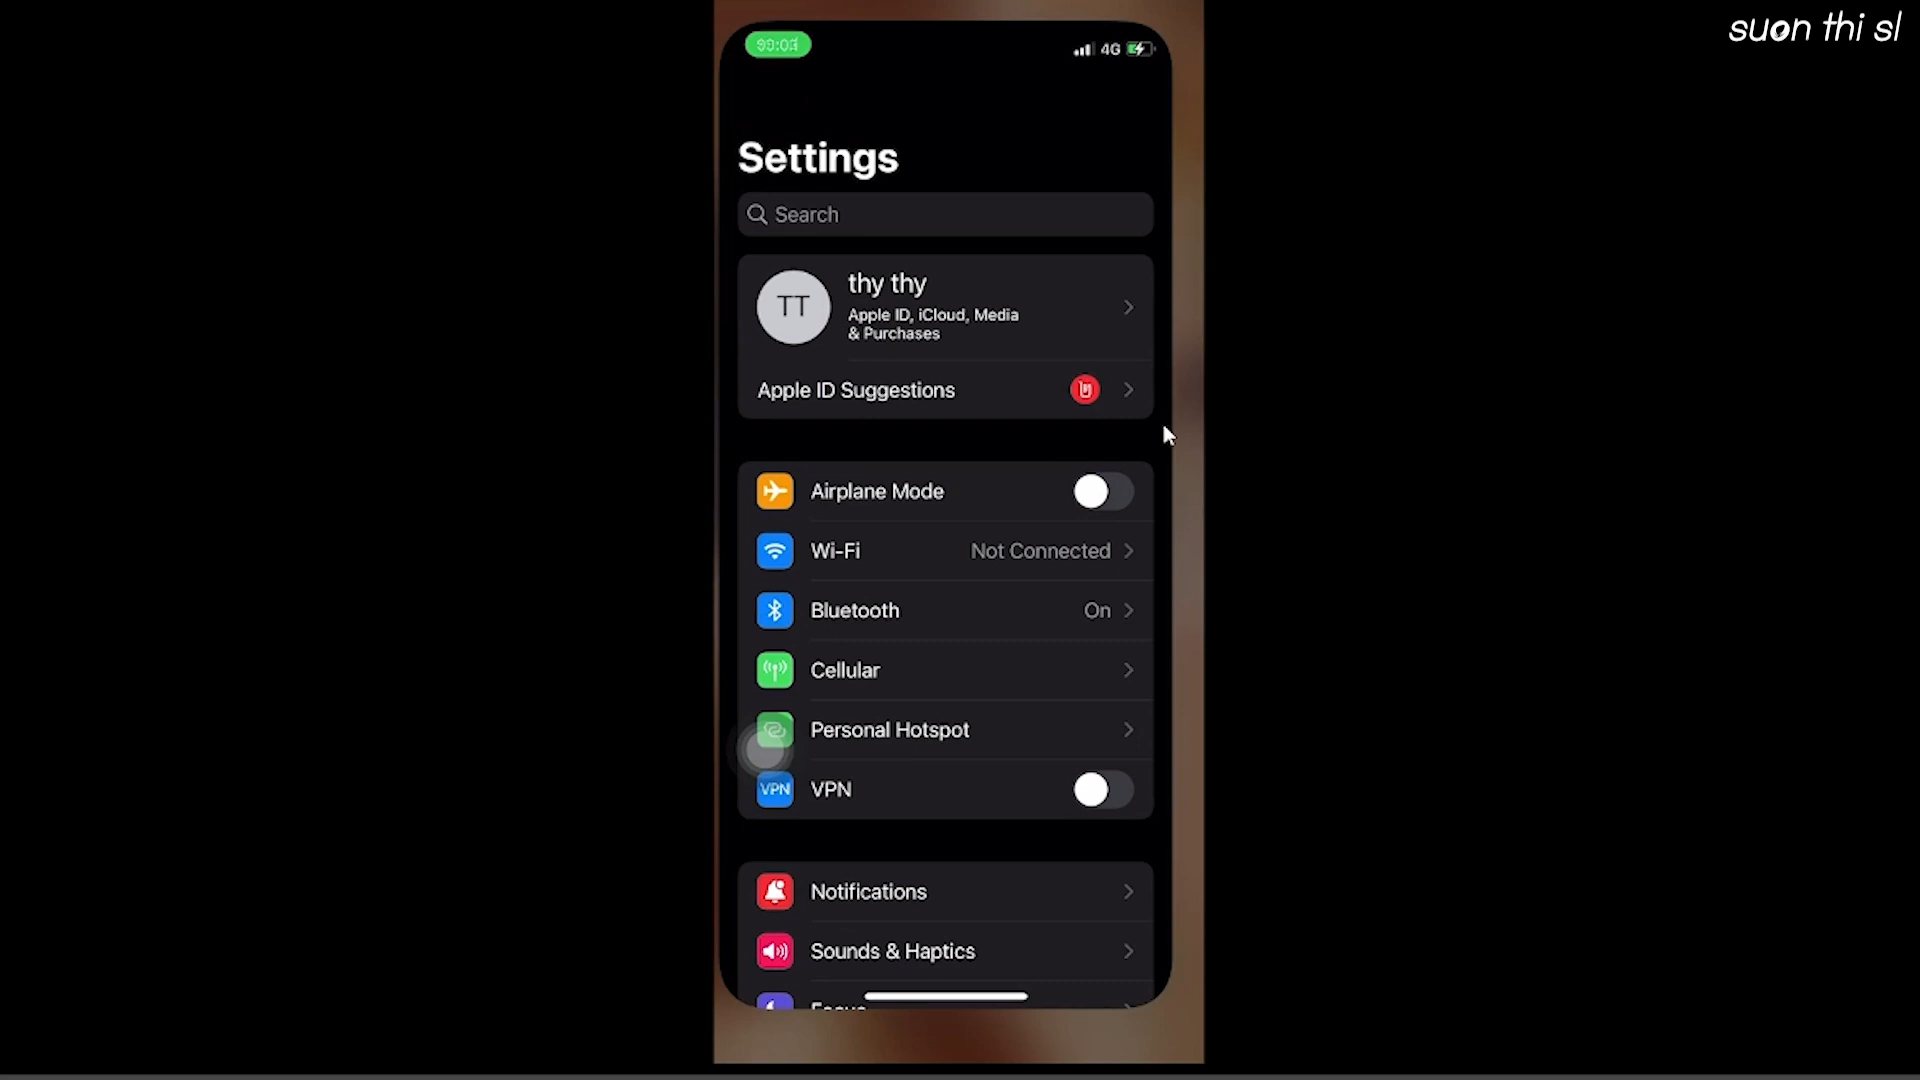 suon thi sl
4G
Settings
Search
TT
thy thy
Apple ID, iCloud, Media
& Purchases
Apple ID Suggestions
Airplane Mode
Wi-Fi Not Connected
Bluetooth On
Cellular
Personal Hotspot
VPN VPN
Notifications
Sounds & Haptics